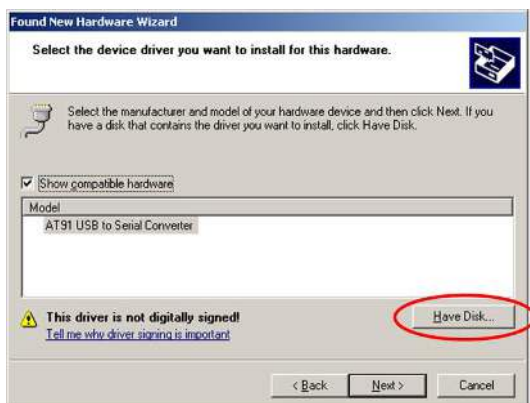 Found New Hardware Wizard
Select the device driver you want to install for this hardware.
Select the manufacturer and model of your hardware device and then click Next. If you
have a disk that contains the driver you want to install, click Have Disk.
Show compatible hardware
Model
AT91 USB to Serial Converter
This driver is not digitally signed!
Tell me why driver signing is important
Have Disk...
< Back
Next >
Cancel